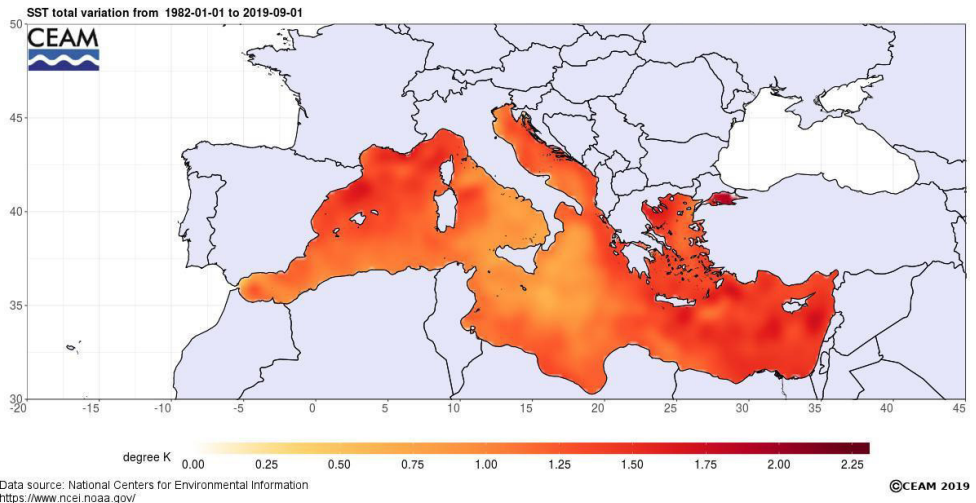 SST total variation from 1982-01-01 to 2019-09-01
CEAM
50
45
40
35
30
-20 -15 -10 -5 0 5 10 15 20 25 30 35 40 45
degree K
0.00 0.25 0.50 0.75 1.00 1.25 1.50 1.75 2.00 2.25
Data source: National Centers for Environmental Information
https://www.ncei.noaa.gov/
©CEAM 2019